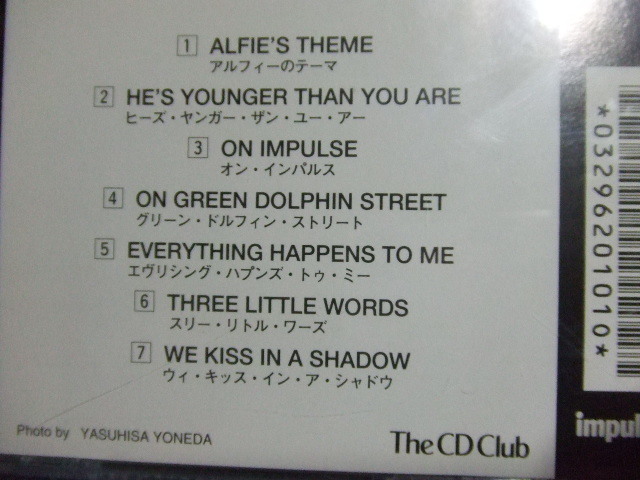 1 ALFIE'S THEME
アルフィーのテーマ
2 HE'S YOUNGER THAN YOU ARE
ヒーズ・ヤンガー・ザン・ユー・アー
3 ON IMPULSE
オン・インパルス
4 ON GREEN DOLPHIN STREET
グリーン・ドルフィン・ストリート
5 EVERYTHING HAPPENS TO ME
エヴリシング・ハプンズ・トゥ・ミー
6 THREE LITTLE WORDS
スリー・リトル・ワーズ
7 WE KISS IN A SHADOW
ウィ・キッス・イン・ア・シャドウ
Photo by YASUHISA YONEDA
The CD Club
*03296201010*
impul